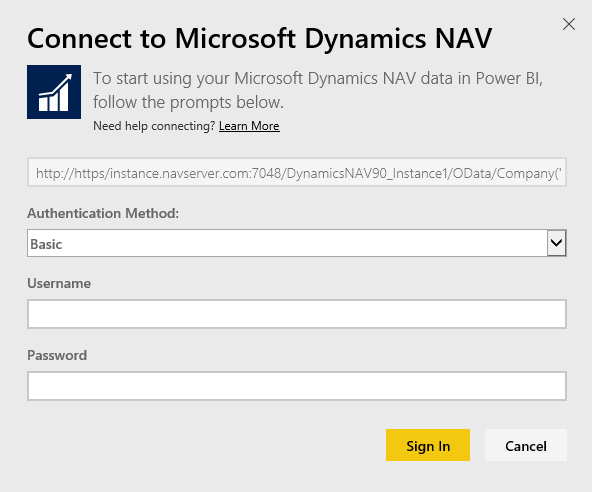 Connect to Microsoft Dynamics NAV
To start using your Microsoft Dynamics NAV data in Power BI,
follow the prompts below.
Need help connecting? Learn More
http://https/instance.navserver.com:7048/DynamicsNAV90_Instance1/OData/Company('
Authentication Method:
Basic
Username
Password
Sign In
Cancel